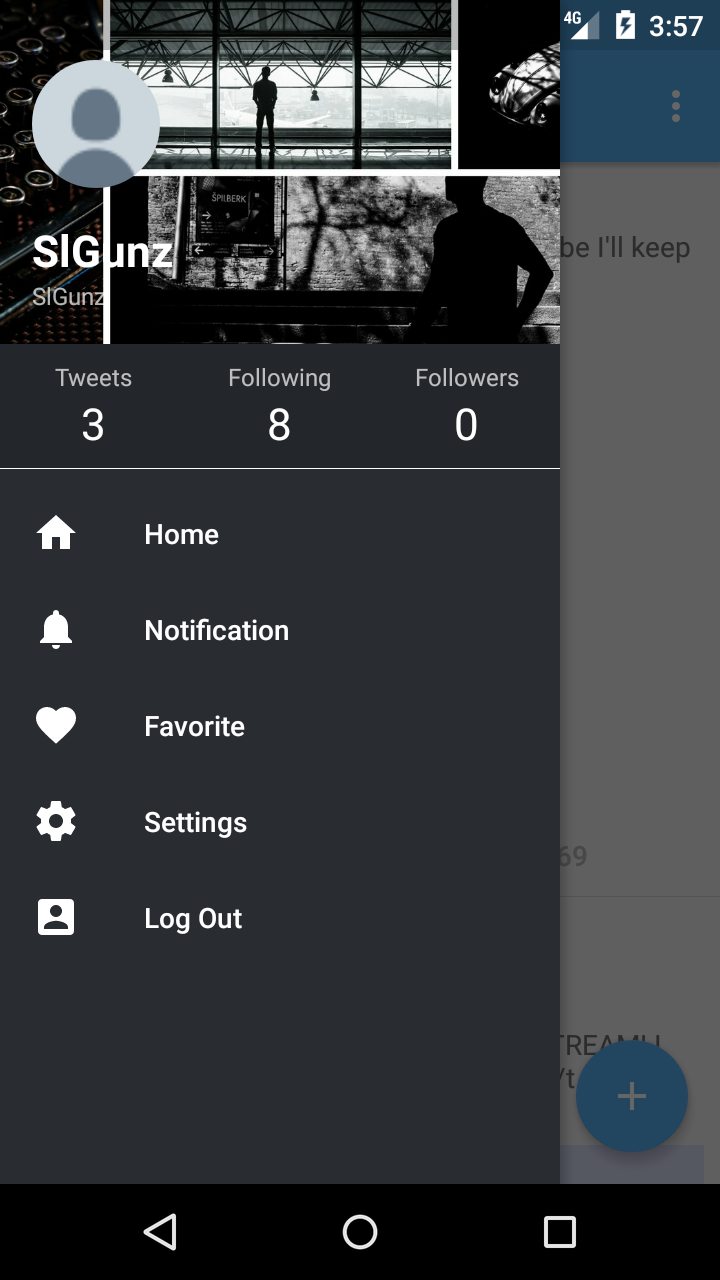 4G 3:57
ŠPILBERK
SlGunz
SlGunz
be I'll keep
Tweets Following Followers
3 8 0
Home
Notification
Favorite
Settings
69
Log Out
/t